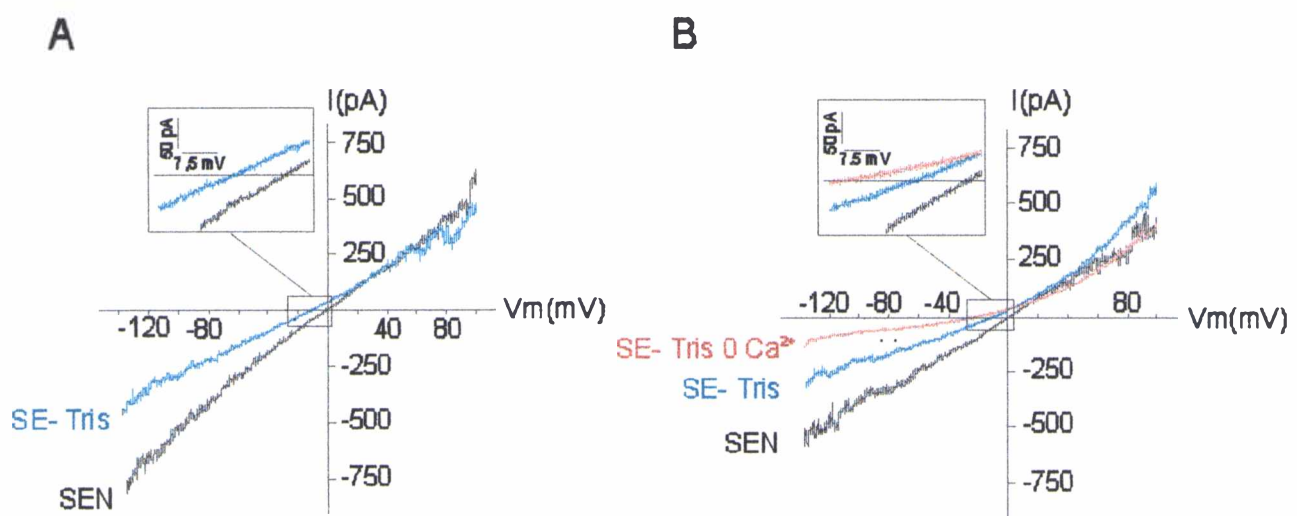 A
I(pA)
50 pA
7,5 mV
750
500
250
Vm(mV)
-120 -80 40 80
-250
-500
-750
SE- Tris
SEN
B
I(pA)
50 pA
7.5 mV
750
500
250
-120 -80 -40 80
Vm(mV)
SE- Tris 0 Ca²⁺
SE- Tris
SEN
-250
-500
-750